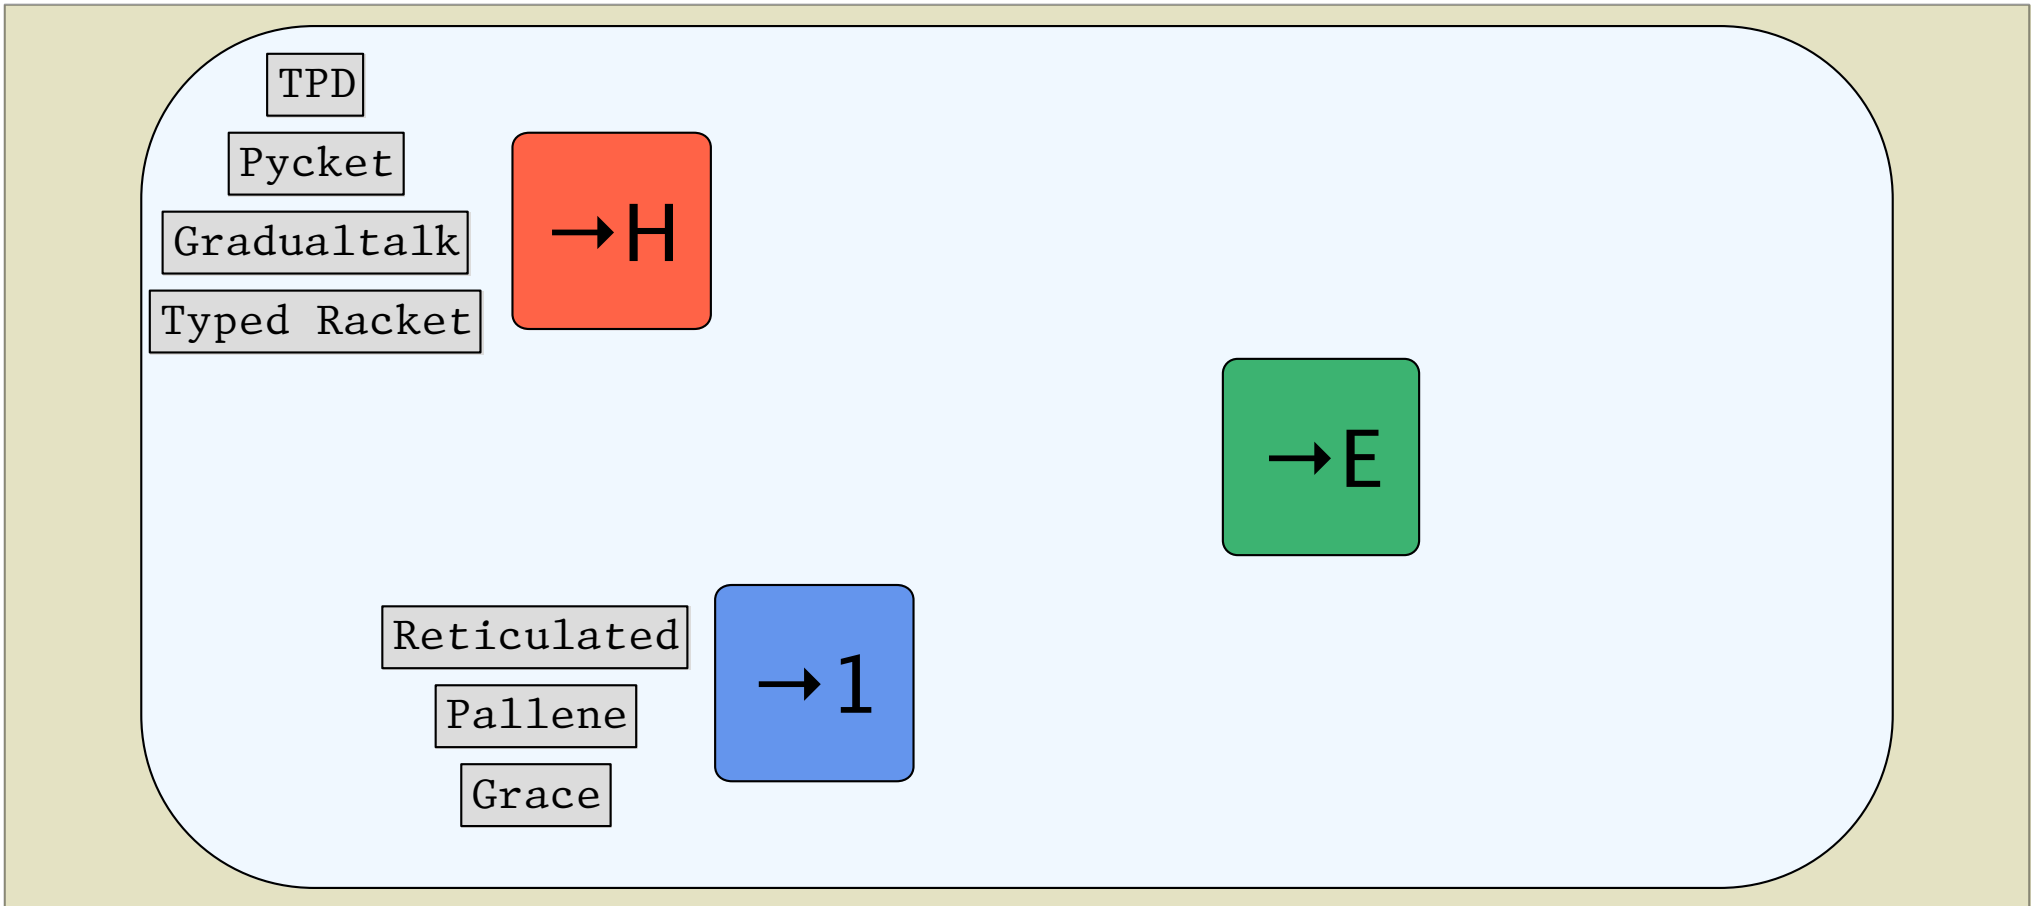 TPD
Pycket
Gradualtalk
Typed Racket
→H
→E
Reticulated
Pallene
Grace
→1